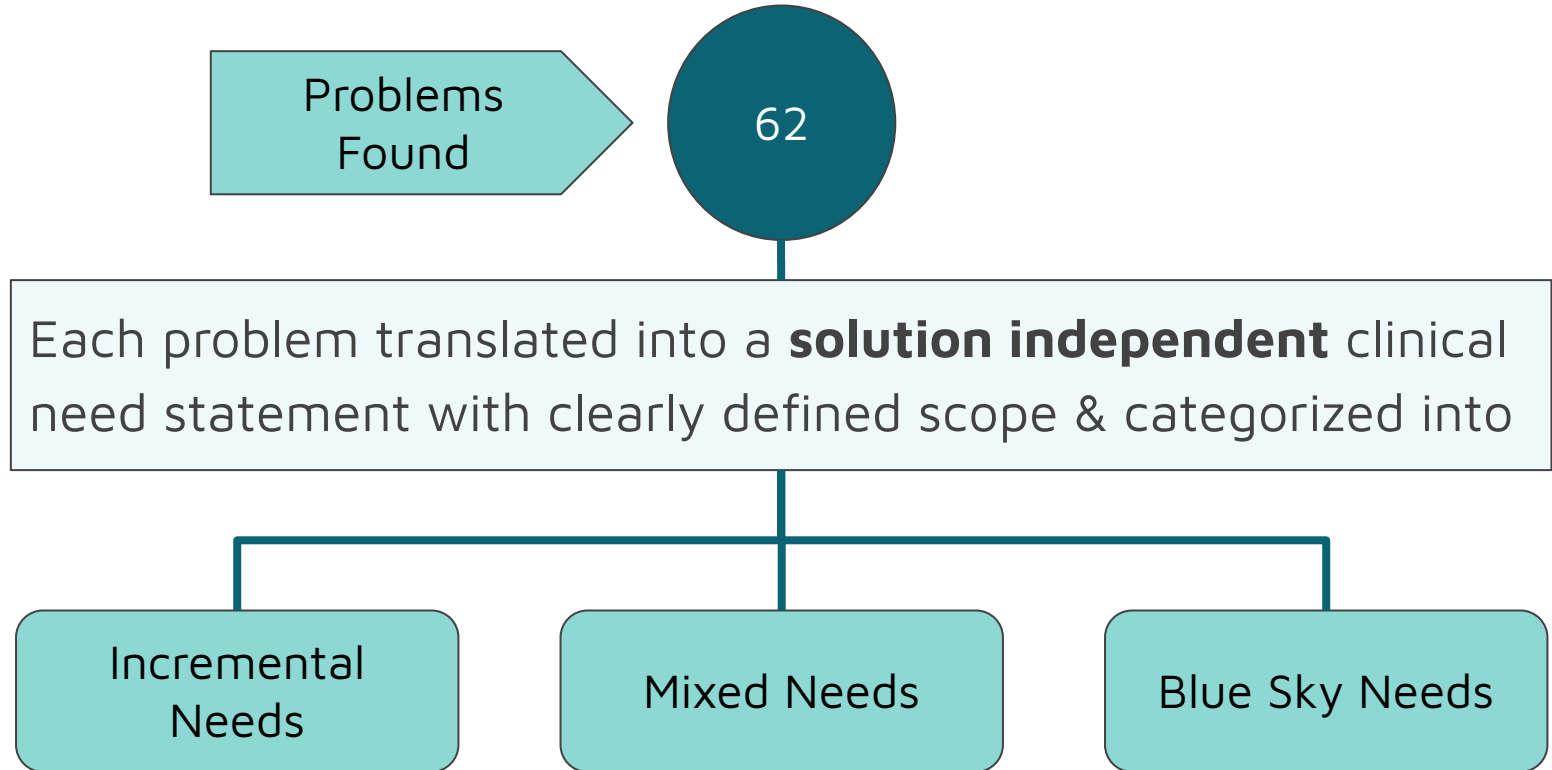 Problems
Found
62
Each problem translated into a solution independent clinical
need statement with clearly defined scope & categorized into
Incremental
Needs
Mixed Needs
Blue Sky Needs